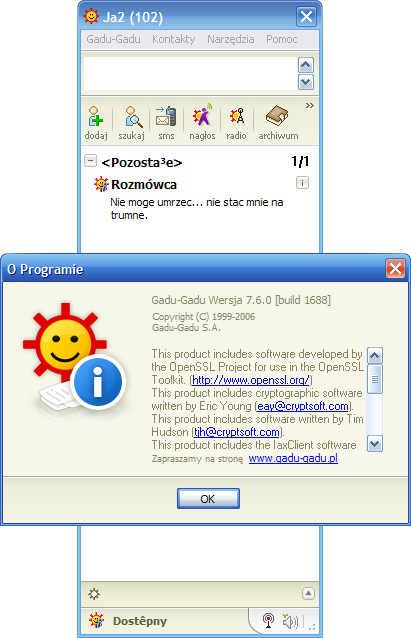 Ja2 (102)
Gadu-Gadu Kontakty Narzędzia Pomoc
dodaj szukaj sms nagłos radio archiwum
<Pozosta³e> 1/1
Rozmówca
Nie moge umrzec... nie stac mnie na
trumne.
O Programie
Gadu-Gadu Wersja 7.6.0 [build 1688]
Copyright (C) 1999-2006
Gadu-Gadu S.A.
This product includes software developed by
the OpenSSL Project for use in the OpenSSL
Toolkit. (http://www.openssl.org/)
This product includes cryptographic software
written by Eric Young (eay@cryptsoft.com).
This product includes software written by Tim
Hudson (tjh@cryptsoft.com).
This product includes the IaxClient software
Zapraszamy na stronę www.gadu-gadu.pl
OK
Dostêpny